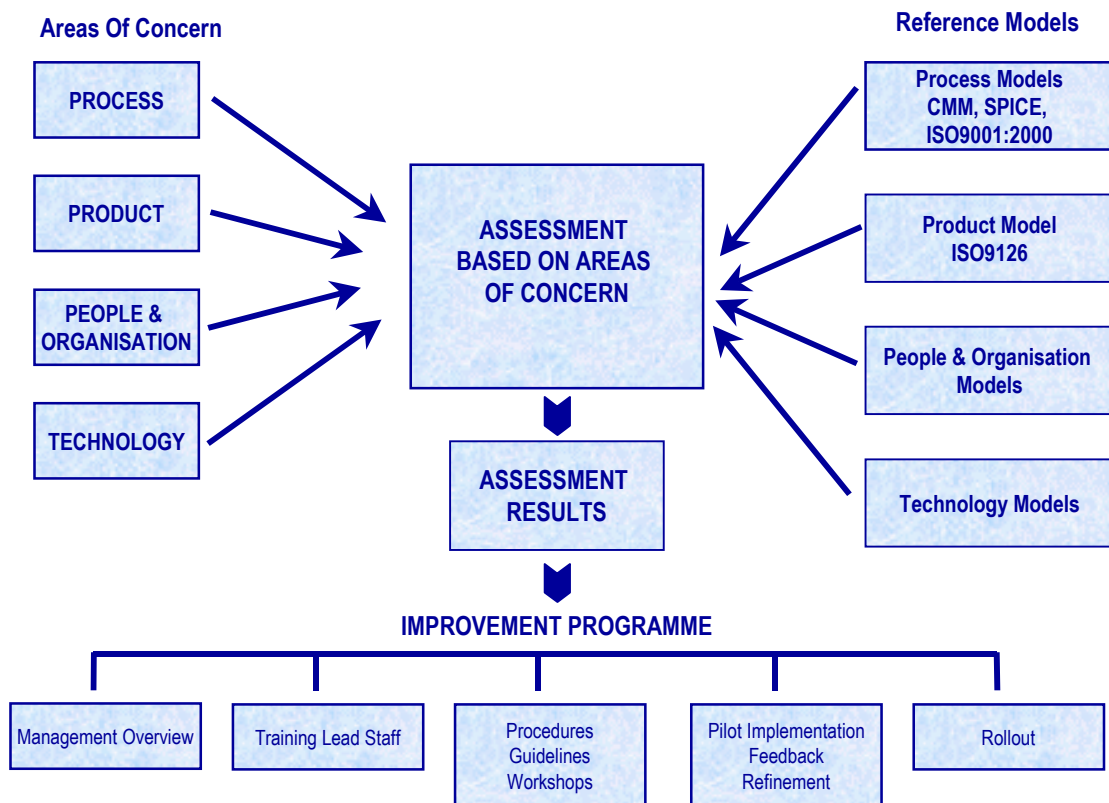 Areas Of Concern
Reference Models
PROCESS
PRODUCT
PEOPLE &
ORGANISATION
TECHNOLOGY
ASSESSMENT
BASED ON AREAS
OF CONCERN
Process Models
CMM, SPICE,
ISO9001:2000
Product Model
ISO9126
People & Organisation
Models
Technology Models
ASSESSMENT
RESULTS
IMPROVEMENT PROGRAMME
Management Overview
Training Lead Staff
Procedures
Guidelines
Workshops
Pilot Implementation
Feedback
Refinement
Rollout